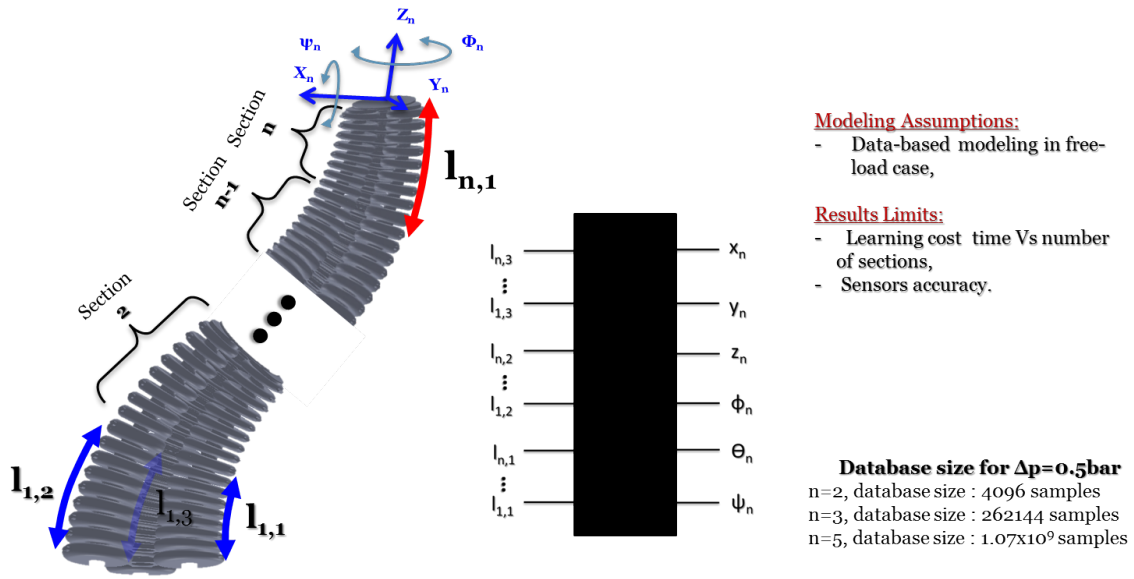 Zₙ
ψₙ
Φₙ
Xₙ
Yₙ
Section
n
Section
n-1
lₙ,₁
Section
2
l₁,₂
l₁,₃
l₁,₁
lₙ,₃
l₁,₃
lₙ,₂
l₁,₂
lₙ,₁
l₁,₁
xₙ
yₙ
zₙ
ϕₙ
ϴₙ
ψₙ
Modeling Assumptions:
- Data-based modeling in free-
load case,
Results Limits:
- Learning cost time Vs number
of sections,
- Sensors accuracy.
Database size for Δp=0.5bar
n=2, database size : 4096 samples
n=3, database size : 262144 samples
n=5, database size : 1.07x10⁹ samples